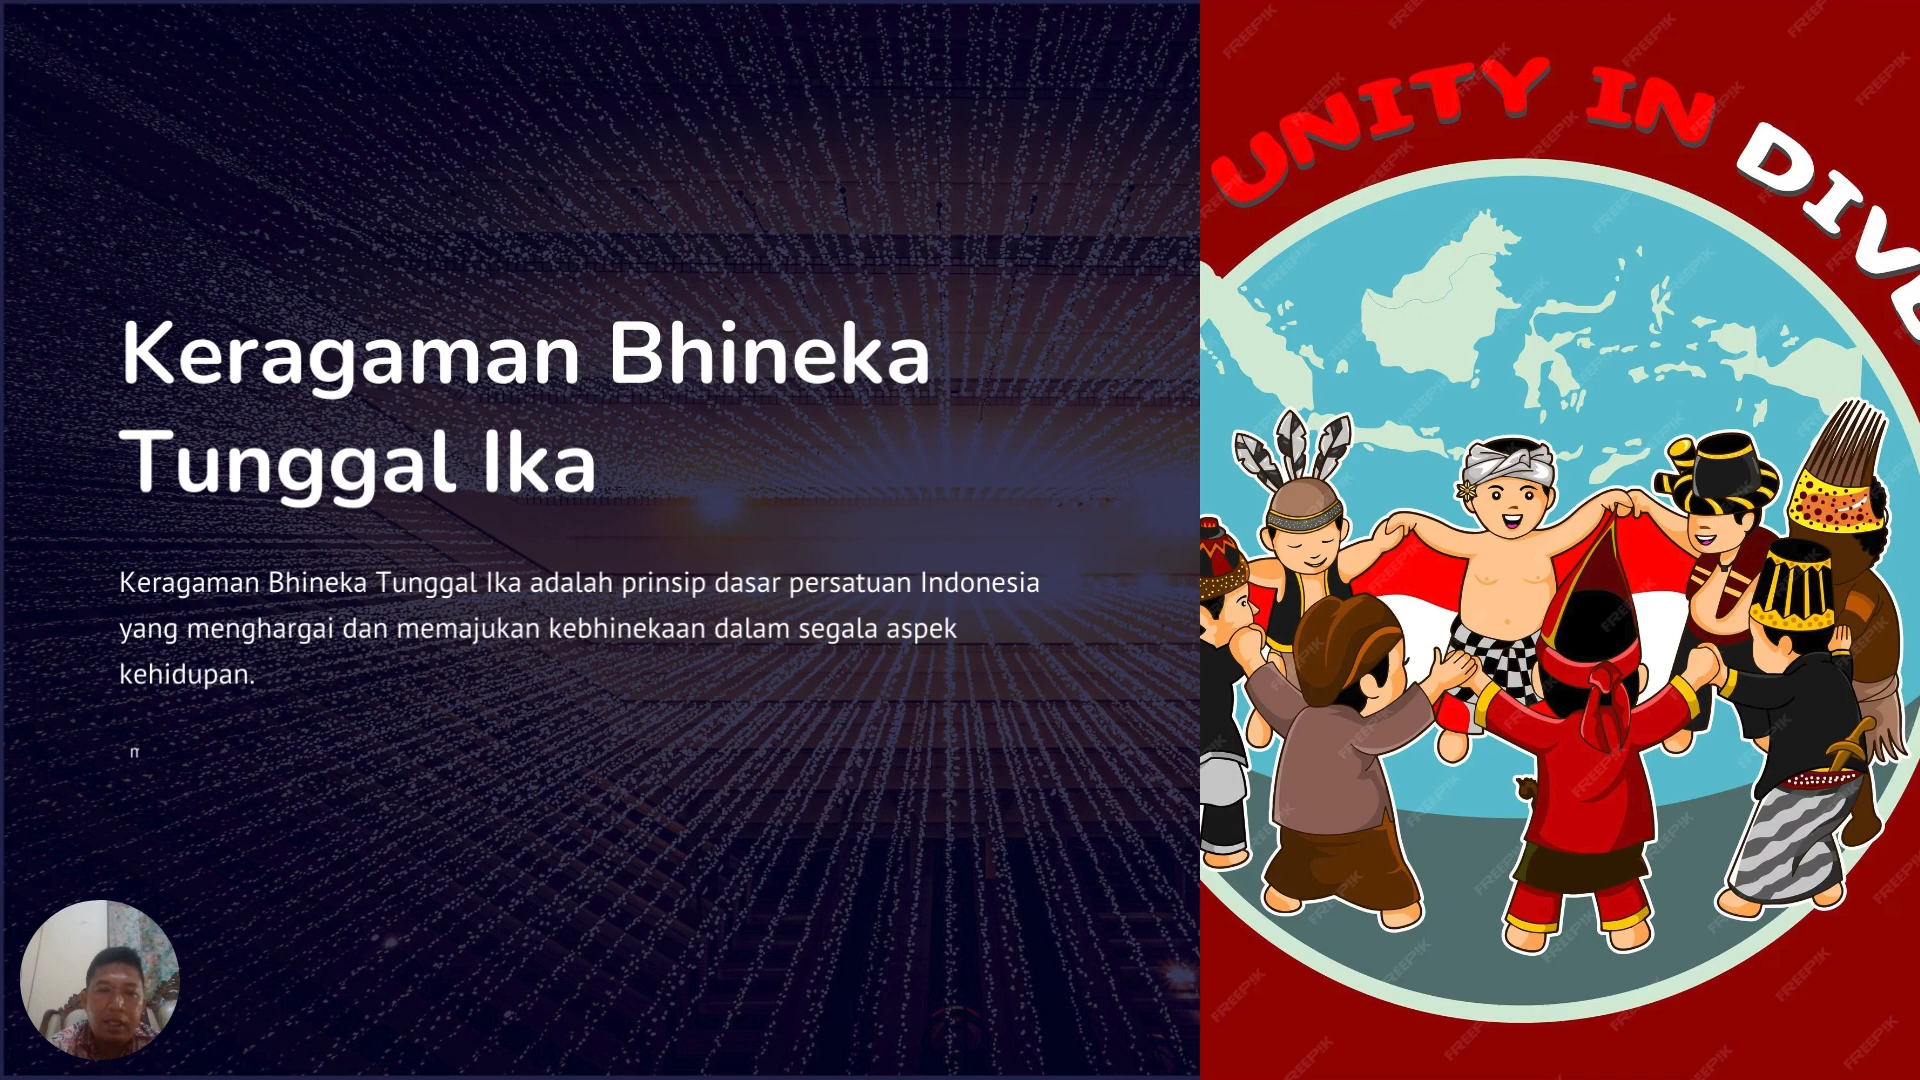 Keragaman Bhineka
Tunggal Ika
Keragaman Bhineka Tunggal Ika adalah prinsip dasar persatuan Indonesia
yang menghargai dan memajukan kebhinekaan dalam segala aspek
kehidupan.
UNITY IN DIVE
FREEPIK